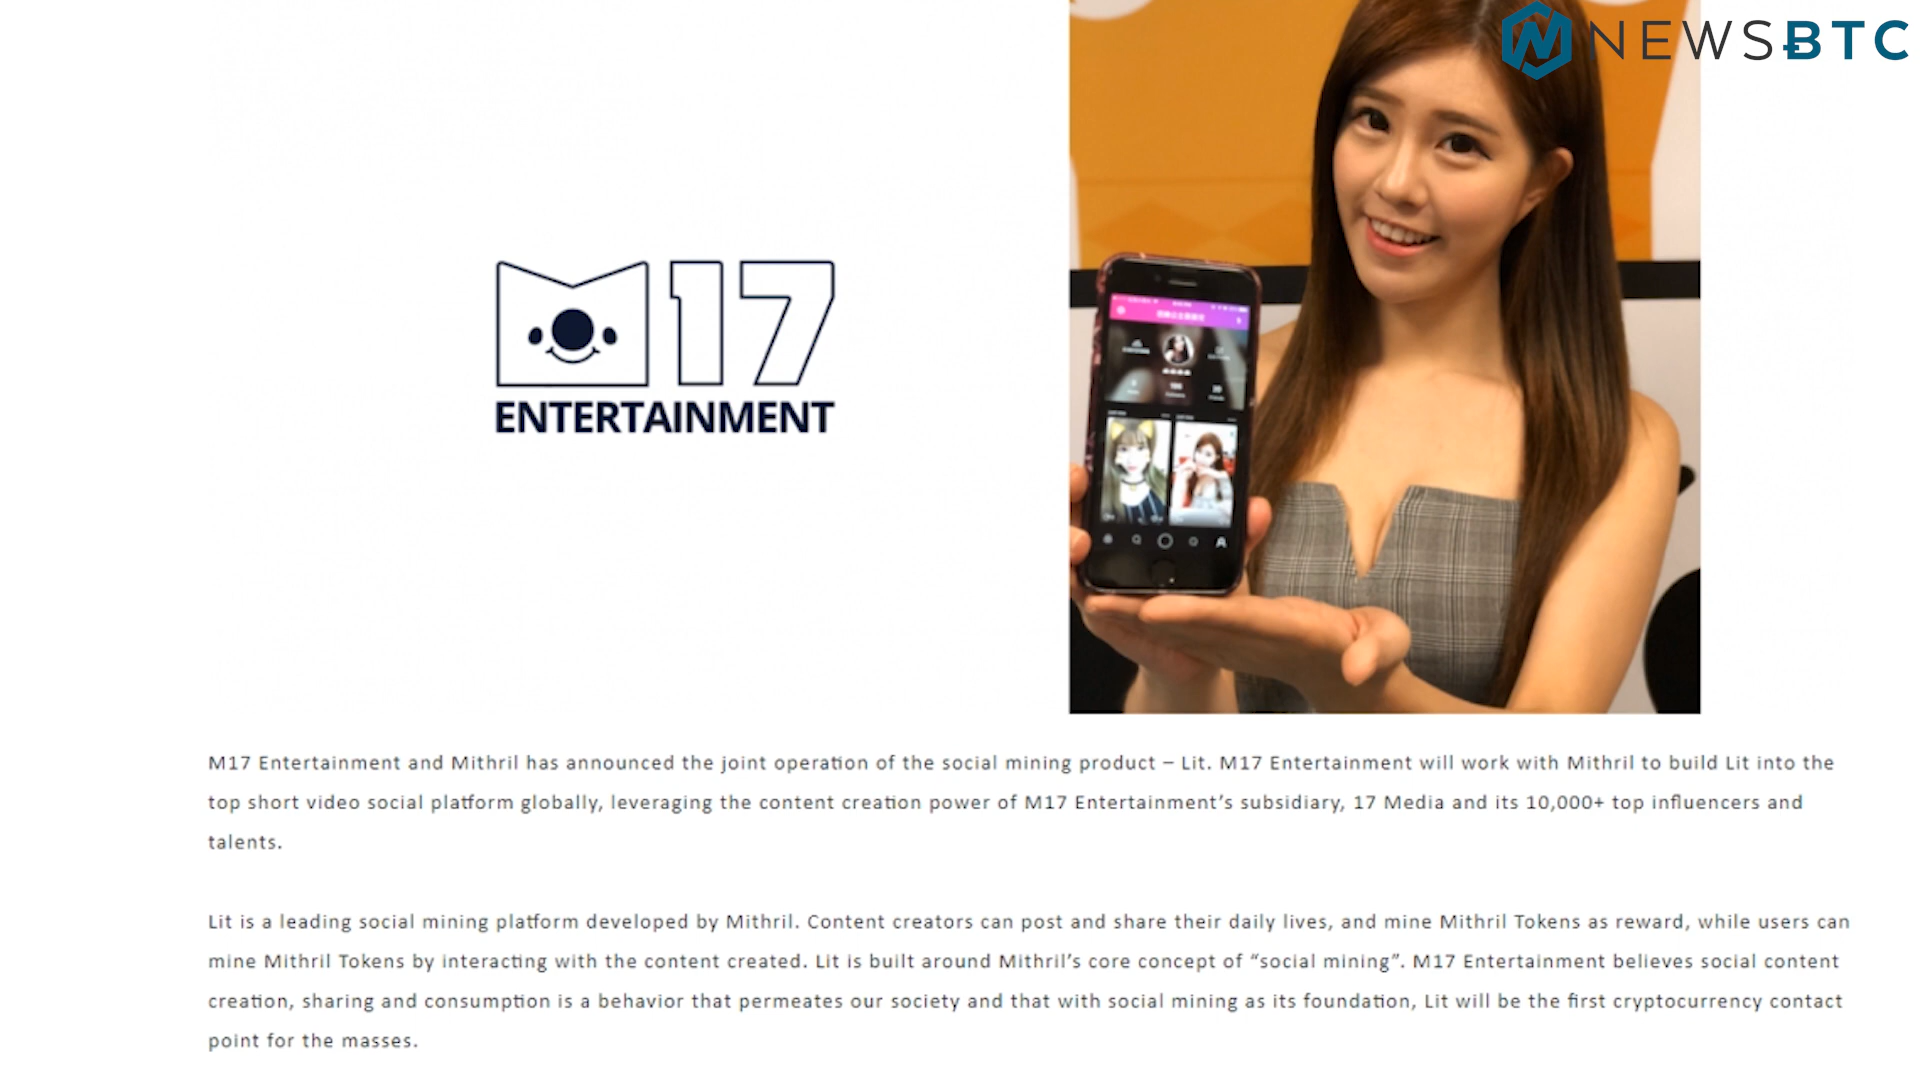 NEWSBTC
M17
ENTERTAINMENT
M17 Entertainment and Mithril has announced the joint operation of the social mining product – Lit. M17 Entertainment will work with Mithril to build Lit into the
top short video social platform globally, leveraging the content creation power of M17 Entertainment’s subsidiary, 17 Media and its 10,000+ top influencers and
talents.
Lit is a leading social mining platform developed by Mithril. Content creators can post and share their daily lives, and mine Mithril Tokens as reward, while users can
mine Mithril Tokens by interacting with the content created. Lit is built around Mithril’s core concept of “social mining”. M17 Entertainment believes social content
creation, sharing and consumption is a behavior that permeates our society and that with social mining as its foundation, Lit will be the first cryptocurrency contact
point for the masses.